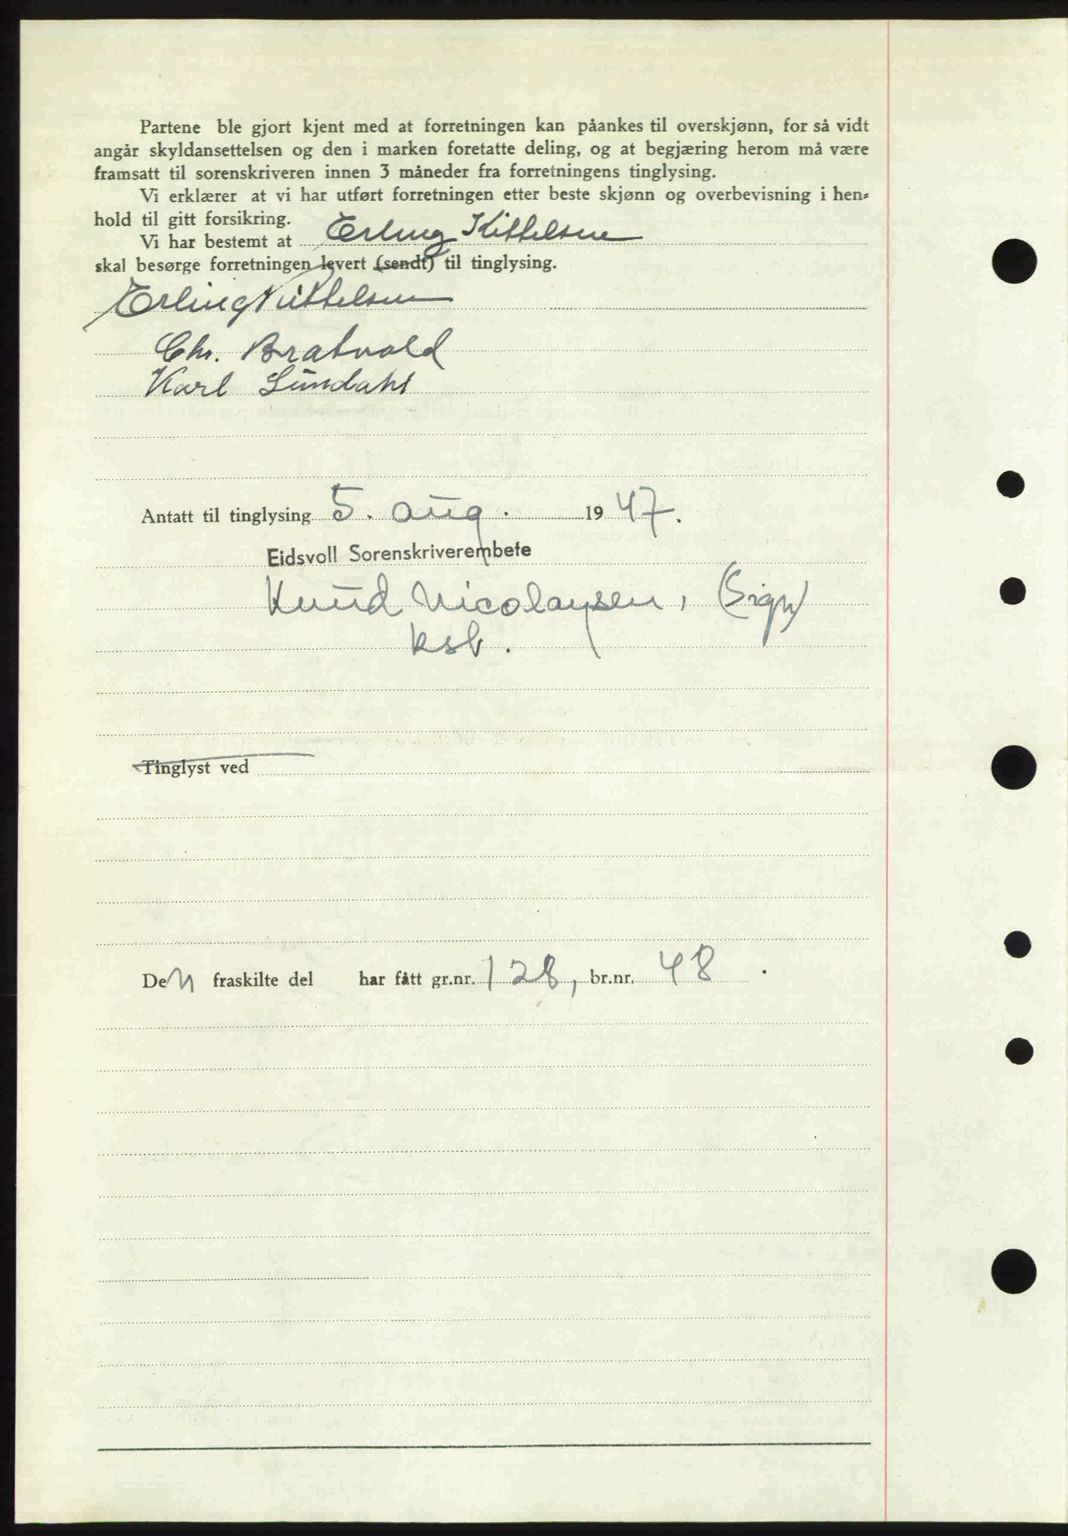 Partene ble gjort kjent med at forretningen kan påankes til overskjønn, for så vidt
angår skyldansettelsen og den i marken foretatte deling, og at begjæring herom må være
framsatt til sorenskriveren innen 3 måneder fra forretningens tinglysing.
Vi erklærer at vi har utført forretningen etter beste skjønn og overbevisning i hen-
hold til gitt forsikring.
Vi har bestemt at Erling Kittelsen
skal besørge forretningen levert (sendt) til tinglysing.
Erling Kittelsen
Chr. Bratvold
Karl Lundahl
Antatt til tinglysing 5. aug. 1947.
Eidsvoll Sorenskriverembete
Knud Nicolaysen, (Sign)
kst.
Tinglyst ved
Den fraskilte del har fått gr.nr. 128, br.nr. 48.